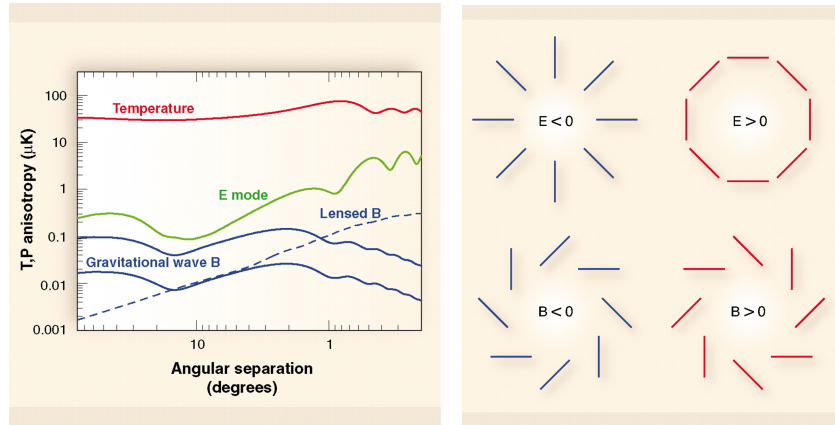 T,P anisotropy (μK)
100
10
1
0.1
0.01
0.001
Temperature
E mode
Lensed B
Gravitational wave B
10
1
Angular separation
(degrees)
E < 0
E > 0
B < 0
B > 0